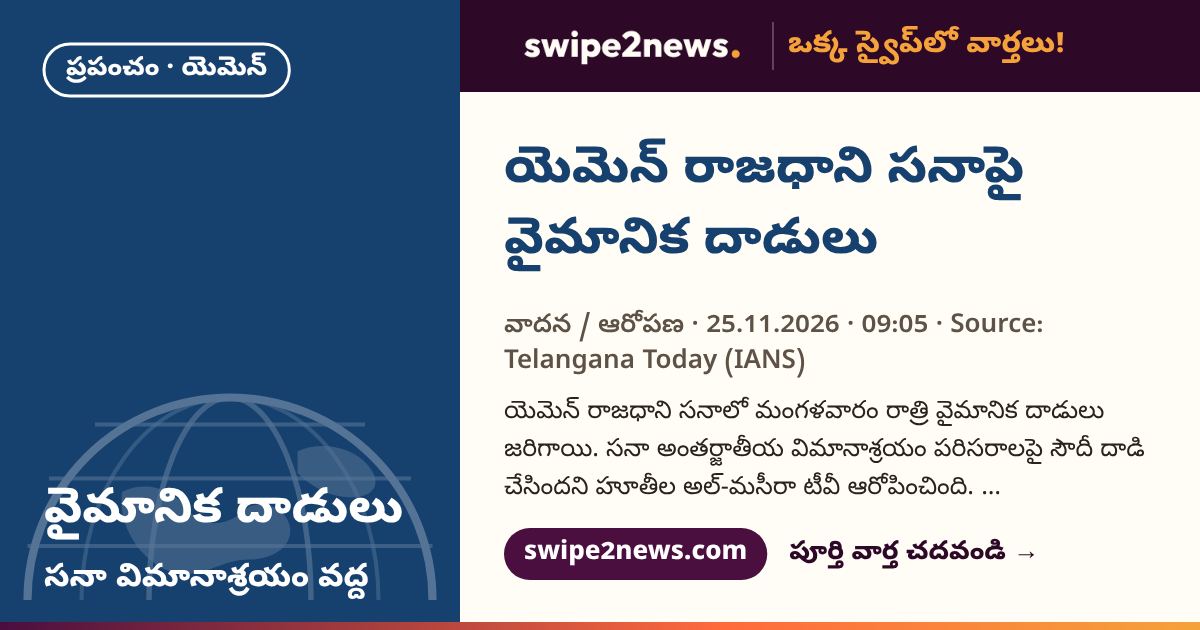 ప్రపంచం · యెమెన్
వైమానిక దాడులు
సనా విమానాశ్రయం వద్ద
swipe2news.
ఒక్క స్వైప్‌లో వార్తలు!
యెమెన్ రాజధాని సనాపై
వైమానిక దాడులు
వాదన / ఆరోపణ · 25.11.2026 · 09:05 · Source:
Telangana Today (IANS)
యెమెన్ రాజధాని సనాలో మంగళవారం రాత్రి వైమానిక దాడులు
జరిగాయి. సనా అంతర్జాతీయ విమానాశ్రయం పరిసరాలపై సౌదీ దాడి
చేసిందని హూతీల అల్-మసీరా టీవీ ఆరోపించింది. ...
swipe2news.com
పూర్తి వార్త చదవండి →